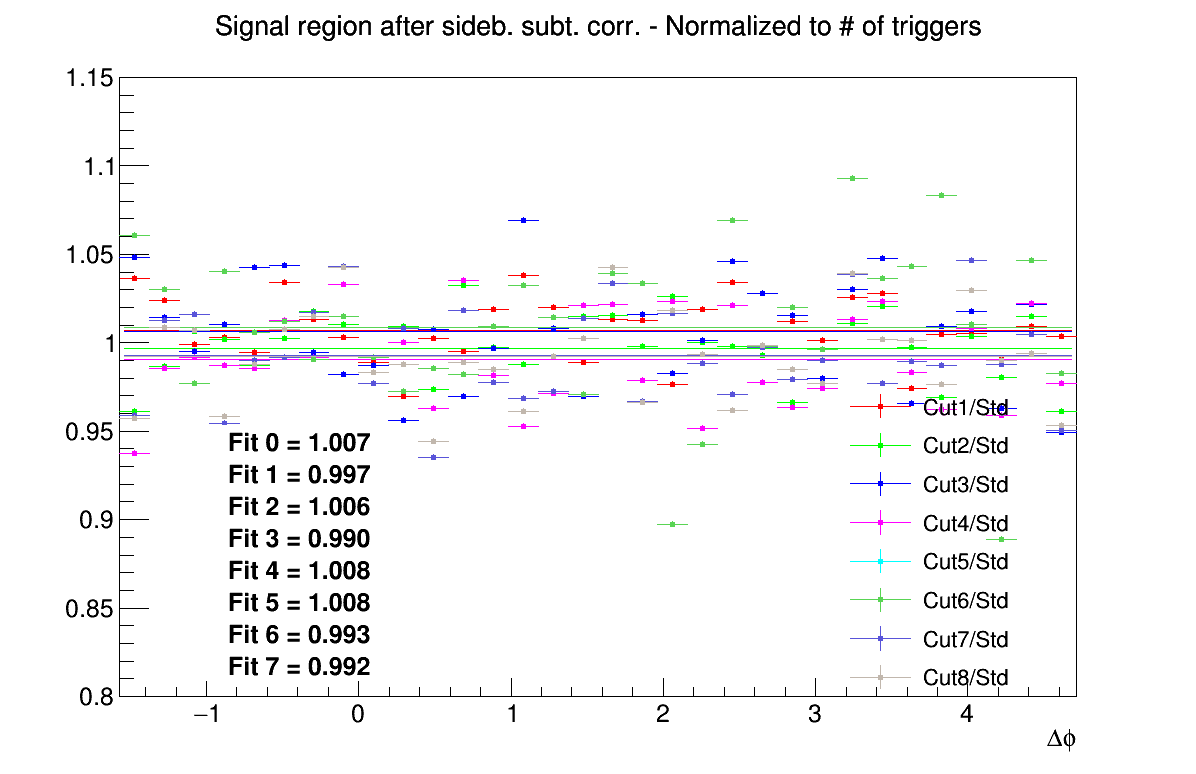 Signal region after sideb. subt. corr. - Normalized to # of triggers
1.15
1.1
1.05
1
0.95
0.9
0.85
0.8
Fit 0 = 1.007
Fit 1 = 0.997
Fit 2 = 1.006
Fit 3 = 0.990
Fit 4 = 1.008
Fit 5 = 1.008
Fit 6 = 0.993
Fit 7 = 0.992
Cut1/Std
Cut2/Std
Cut3/Std
Cut4/Std
Cut5/Std
Cut6/Std
Cut7/Std
Cut8/Std
−1 0 1 2 3 4
Δϕ